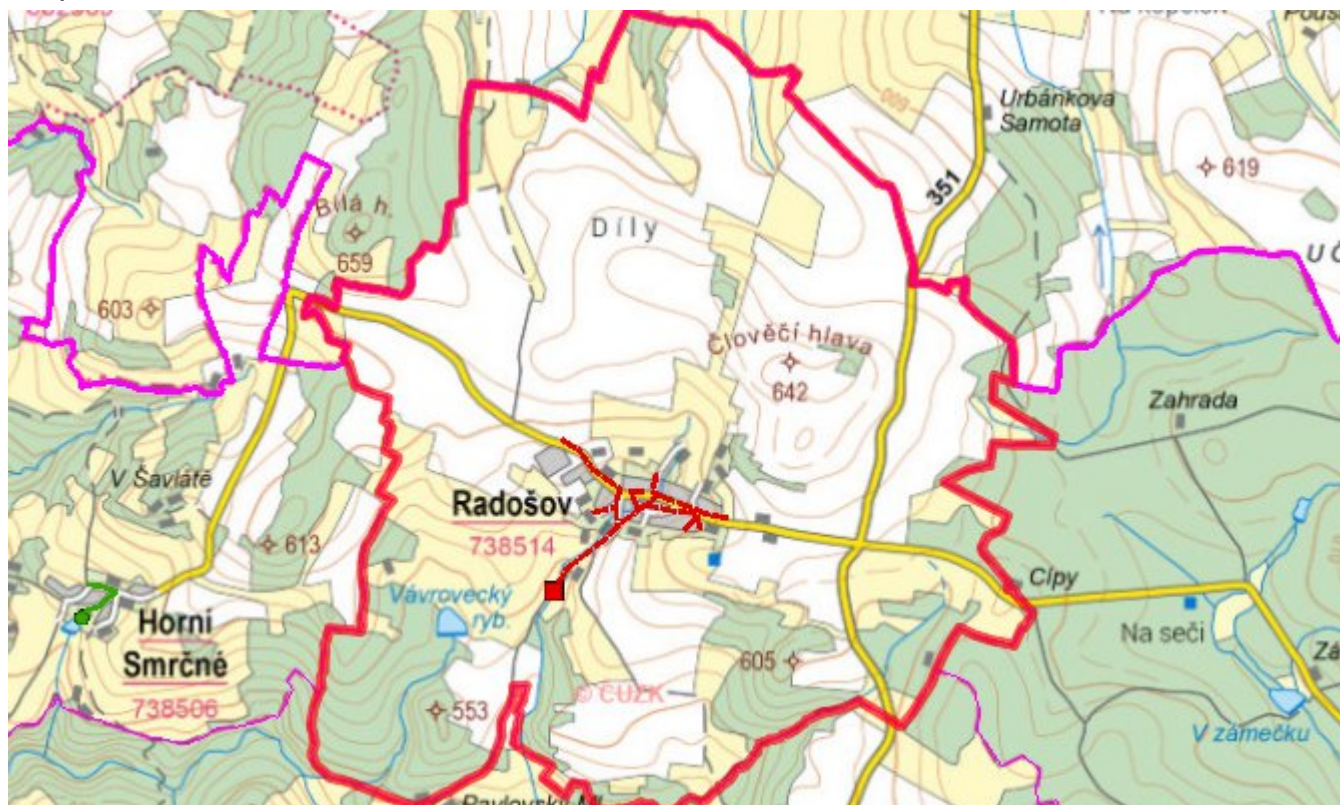 Urbánkova
Samota
619
351
Bílá h.
659
Díly
603
Člověčí hlava
642
Zahrada
V Šavlátě
Radošov
738514
613
Cípy
Vávrovecký
ryb.
Horní
Smrčné
738506
Na seči
605
© ČÚZK
553
V zámečku